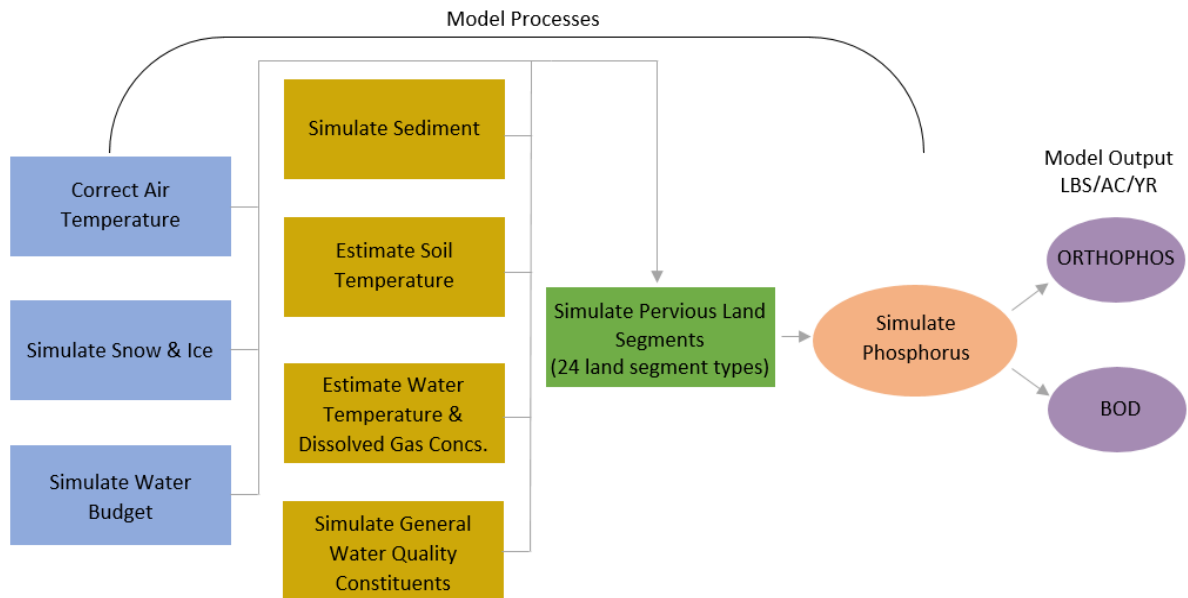 Model Processes
Correct Air
Temperature
Simulate Snow & Ice
Simulate Water
Budget
Simulate Sediment
Estimate Soil
Temperature
Estimate Water
Temperature &
Dissolved Gas Concs.
Simulate General
Water Quality
Constituents
Simulate Pervious Land
Segments
(24 land segment types)
Simulate
Phosphorus
Model Output
LBS/AC/YR
ORTHOPHOS
BOD